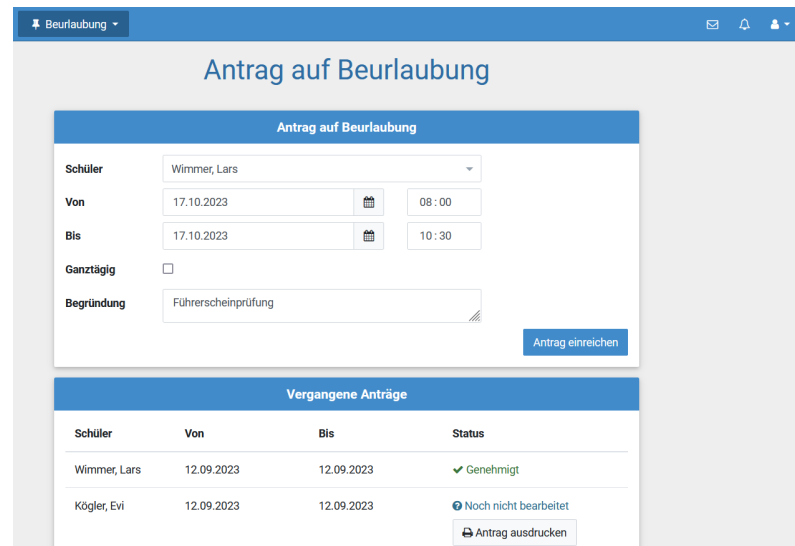 Beurlaubung
Antrag auf Beurlaubung
Antrag auf Beurlaubung
Schüler Wimmer, Lars
Von 17.10.2023 08 : 00
Bis 17.10.2023 10 : 30
Ganztägig
Begründung Führerscheinprüfung
Antrag einreichen
Vergangene Anträge
Schüler Von Bis Status
Wimmer, Lars 12.09.2023 12.09.2023 Genehmigt
Kögler, Evi 12.09.2023 12.09.2023 Noch nicht bearbeitet
Antrag ausdrucken